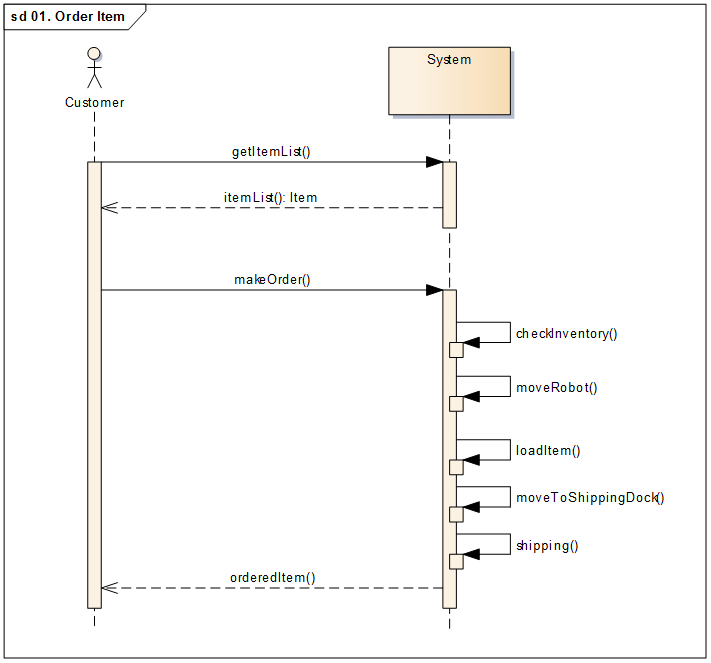 sd 01. Order Item
Customer
System
getItemList()
itemList(): Item
makeOrder()
checkInventory()
moveRobot()
loadItem()
moveToShippingDock()
shipping()
orderedItem()